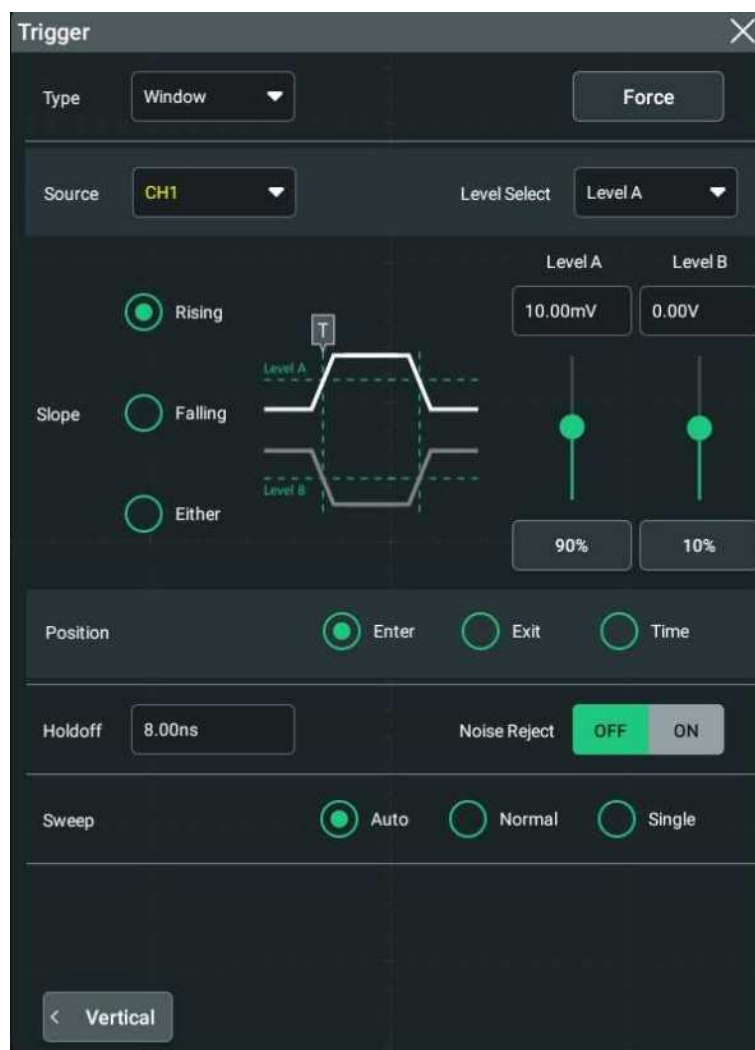 Trigger
Type Window Force
Source CH1 Level Select Level A
Level A Level B
10.00mV 0.00V
Rising
T
Level A
Slope Falling
Level B
Either
90% 10%
Position Enter Exit Time
Holdoff 8.00ns Noise Reject OFF ON
Sweep Auto Normal Single
< Vertical